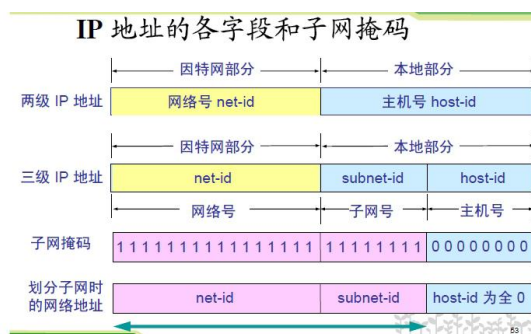 IP 地址的各字段和子网掩码
因特网部分 本地部分
两级 IP 地址 网络号 net-id 主机号 host-id
因特网部分 本地部分
三级 IP 地址 net-id subnet-id host-id
网络号 子网号 主机号
子网掩码 1 1 1 1 1 1 1 1 1 1 1 1 1 1 1 1 1 1 1 1 1 1 1 1 0 0 0 0 0 0 0 0
划分子网时
的网络地址 net-id subnet-id host-id 为全 0
53